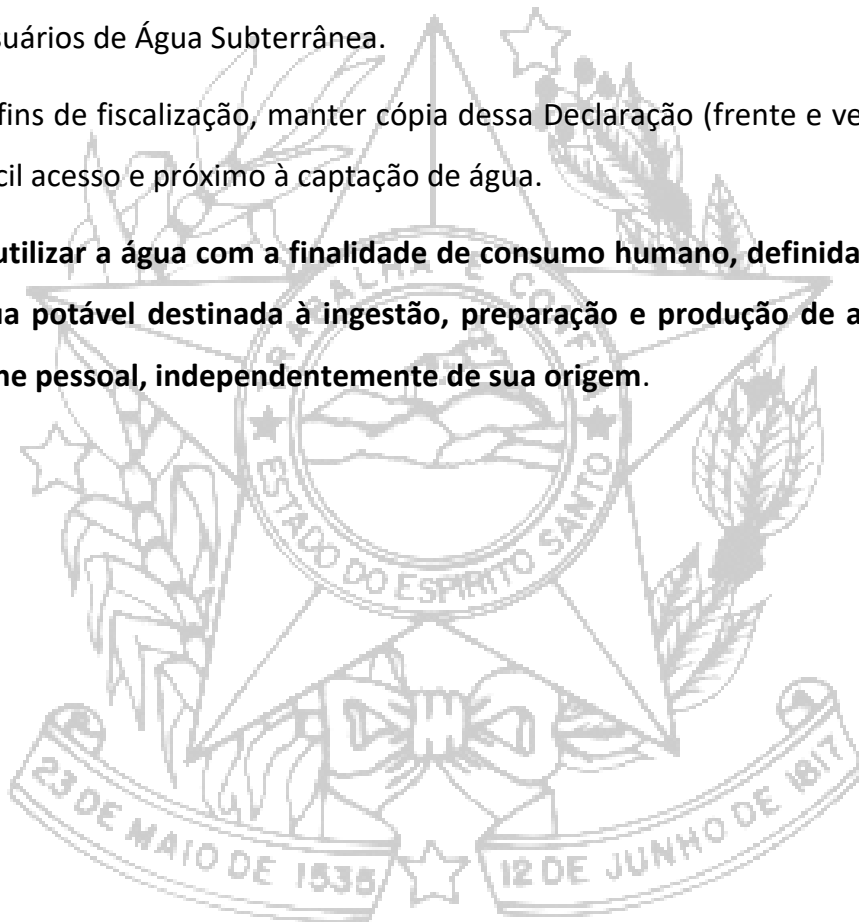 suários de Água Subterrânea.
fins de fiscalização, manter cópia dessa Declaração (frente e ve
cil acesso e próximo à captação de água.
utilizar a água com a finalidade de consumo humano, definida
ua potável destinada à ingestão, preparação e produção de a
ne pessoal, independentemente de sua origem.
TRABALHA E CONFI
ESTADO DO ESPIRITO SANTO
23 DE MAIO DE 1535
12 DE JUNHO DE 1817